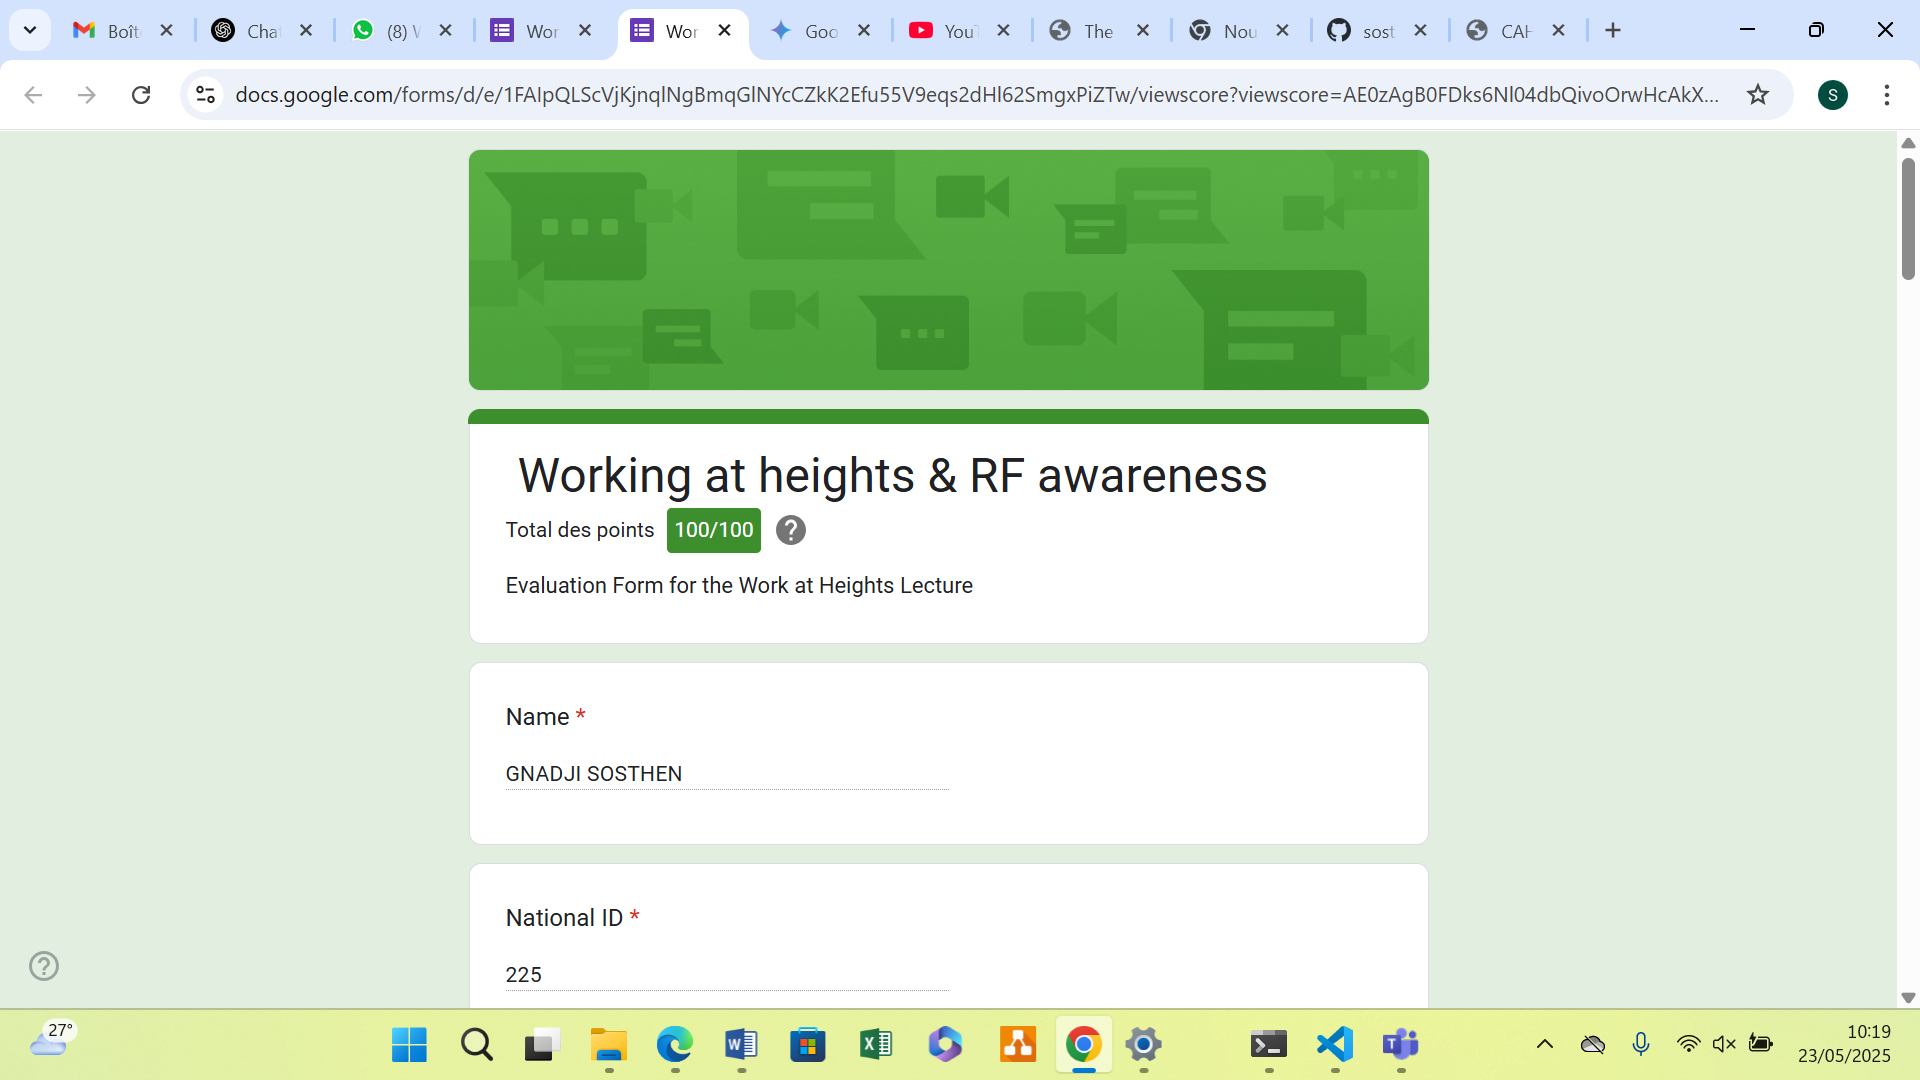 Boît
Cha
(8) W
Wor
Wor
Goo
YouT
The
Nou
sost
CAH
docs.google.com/forms/d/e/1FAIpQLScVjKjnqlNgBmqGlNYcCZkK2Efu55V9eqs2dHl62SmgxPiZTw/viewscore?viewscore=AE0zAgB0FDks6Nl04dbQivoOrwHcAkX...
S
Working at heights & RF awareness
Total des points 100/100
Evaluation Form for the Work at Heights Lecture
Name *
GNADJI SOSTHEN
National ID *
225
27°
10:19
23/05/2025